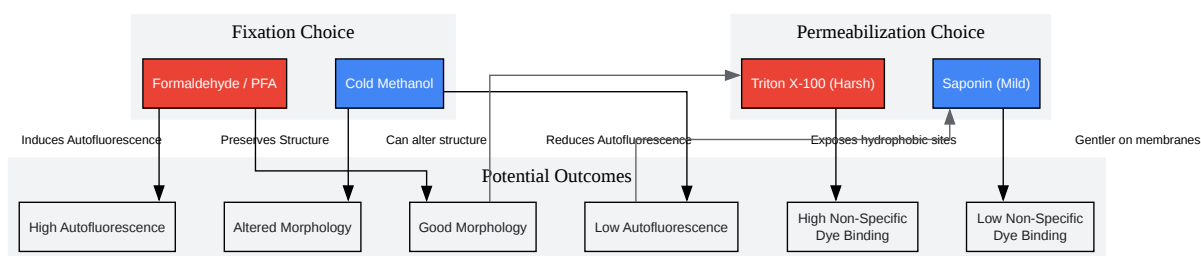 Fixation Choice
Permeabilization Choice
Formaldehyde / PFA
Cold Methanol
Triton X-100 (Harsh)
Saponin (Mild)
Induces Autofluorescence
Preserves Structure
Can alter structure
Reduces Autofluorescence
Exposes hydrophobic sites
Gentler on membranes
Potential Outcomes
High Autofluorescence
Altered Morphology
Good Morphology
Low Autofluorescence
High Non-Specific
Dye Binding
Low Non-Specific
Dye Binding